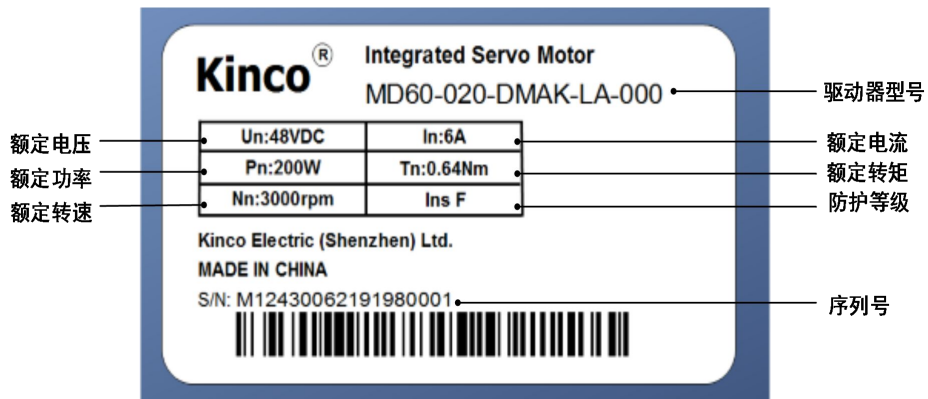 Kinco®
Integrated Servo Motor
MD60-020-DMAK-LA-000
驱动器型号
额定电压
Un:48VDC
In:6A
额定电流
额定功率
Pn:200W
Tn:0.64Nm
额定转矩
额定转速
Nn:3000rpm
Ins F
防护等级
Kinco Electric (Shenzhen) Ltd.
MADE IN CHINA
S/N: M12430062191980001
序列号